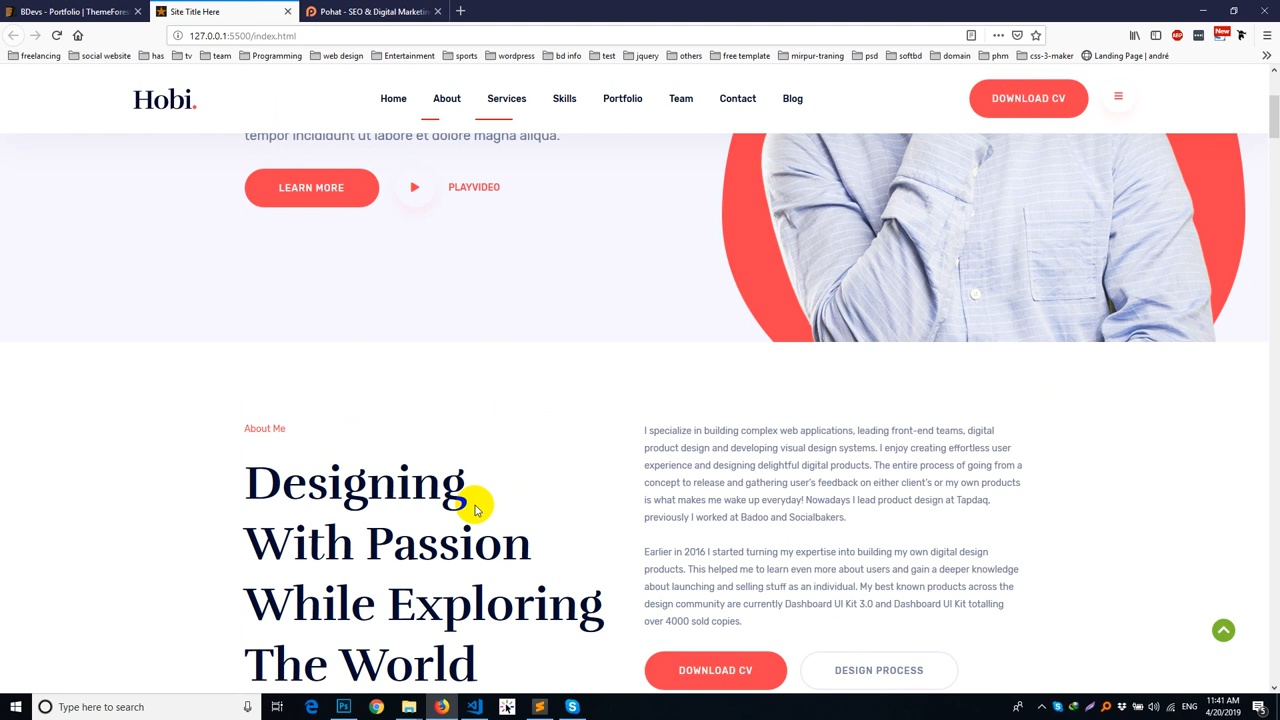 BDevs - Portfolio | ThemeFores
Site Title Here
Pohat - SEO & Digital Marketin
127.0.0.1:5500/index.html
New
ABP
freelancing
social website
has
tv
team
Programming
web design
Entertainment
sports
wordpress
bd info
test
jquery
others
free template
mirpur-traning
psd
softbd
domain
phm
css-3-maker
Landing Page | andré
Hobi.
Home
About
Services
Skills
Portfolio
Team
Contact
Blog
DOWNLOAD CV
tempor incididunt ut labore et dolore magna aliqua.
LEARN MORE
PLAYVIDEO
About Me
Designing
With Passion
While Exploring
The World
I specialize in building complex web applications, leading front-end teams, digital
product design and developing visual design systems. I enjoy creating effortless user
experience and designing delightful digital products. The entire process of going from a
concept to release and gathering user's feedback on either client's or my own products
is what makes me wake up everyday! Nowadays I lead product design at Tapdaq,
previously I worked at Badoo and Socialbakers.
Earlier in 2016 I started turning my expertise into building my own digital design
products. This helped me to learn even more about users and gain a deeper knowledge
about launching and selling stuff as an individual. My best known products across the
design community are currently Dashboard UI Kit 3.0 and Dashboard UI Kit totalling
over 4000 sold copies.
DOWNLOAD CV
DESIGN PROCESS
Type here to search
ENG
11:41 AM
4/20/2019
5